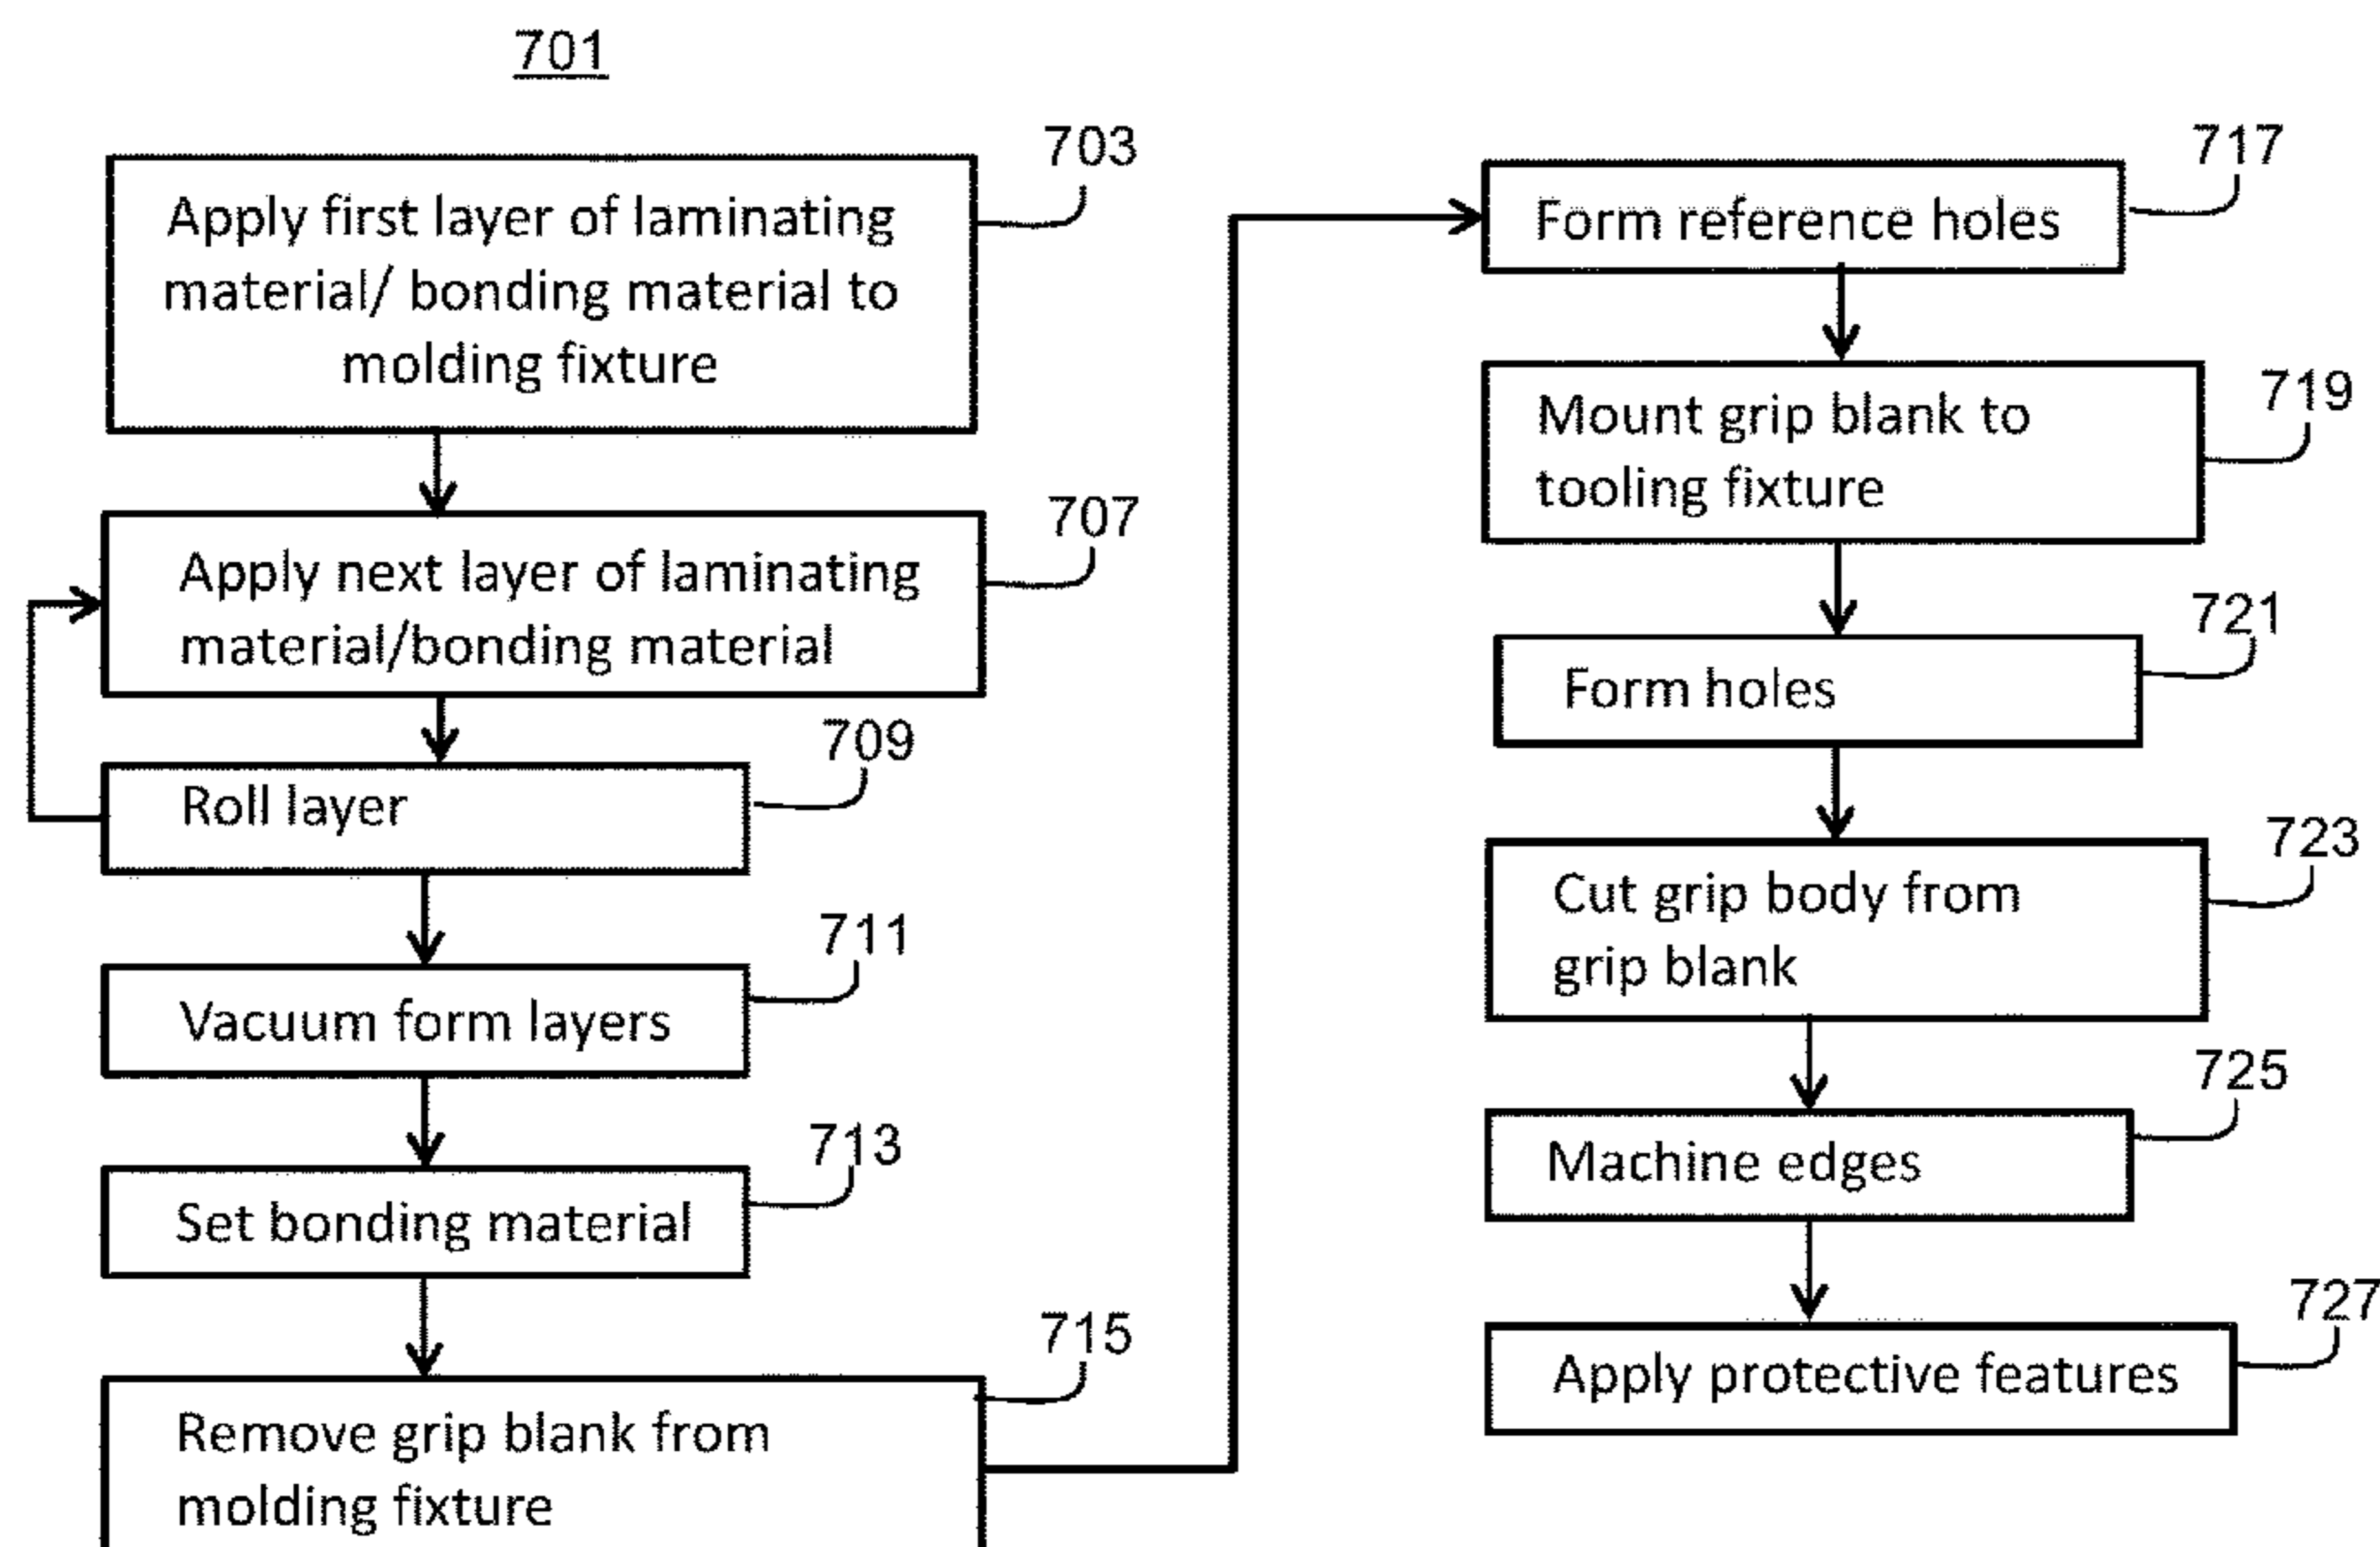 701
703
Apply first layer of laminating
material/ bonding material to
molding fixture
707
Apply next layer of laminating
material/bonding material
709
Roll layer
711
Vacuum form layers
713
Set bonding material
715
Remove grip blank from
molding fixture
717
Form reference holes
719
Mount grip blank to
tooling fixture
721
Form holes
723
Cut grip body from
grip blank
725
Machine edges
727
Apply protective features